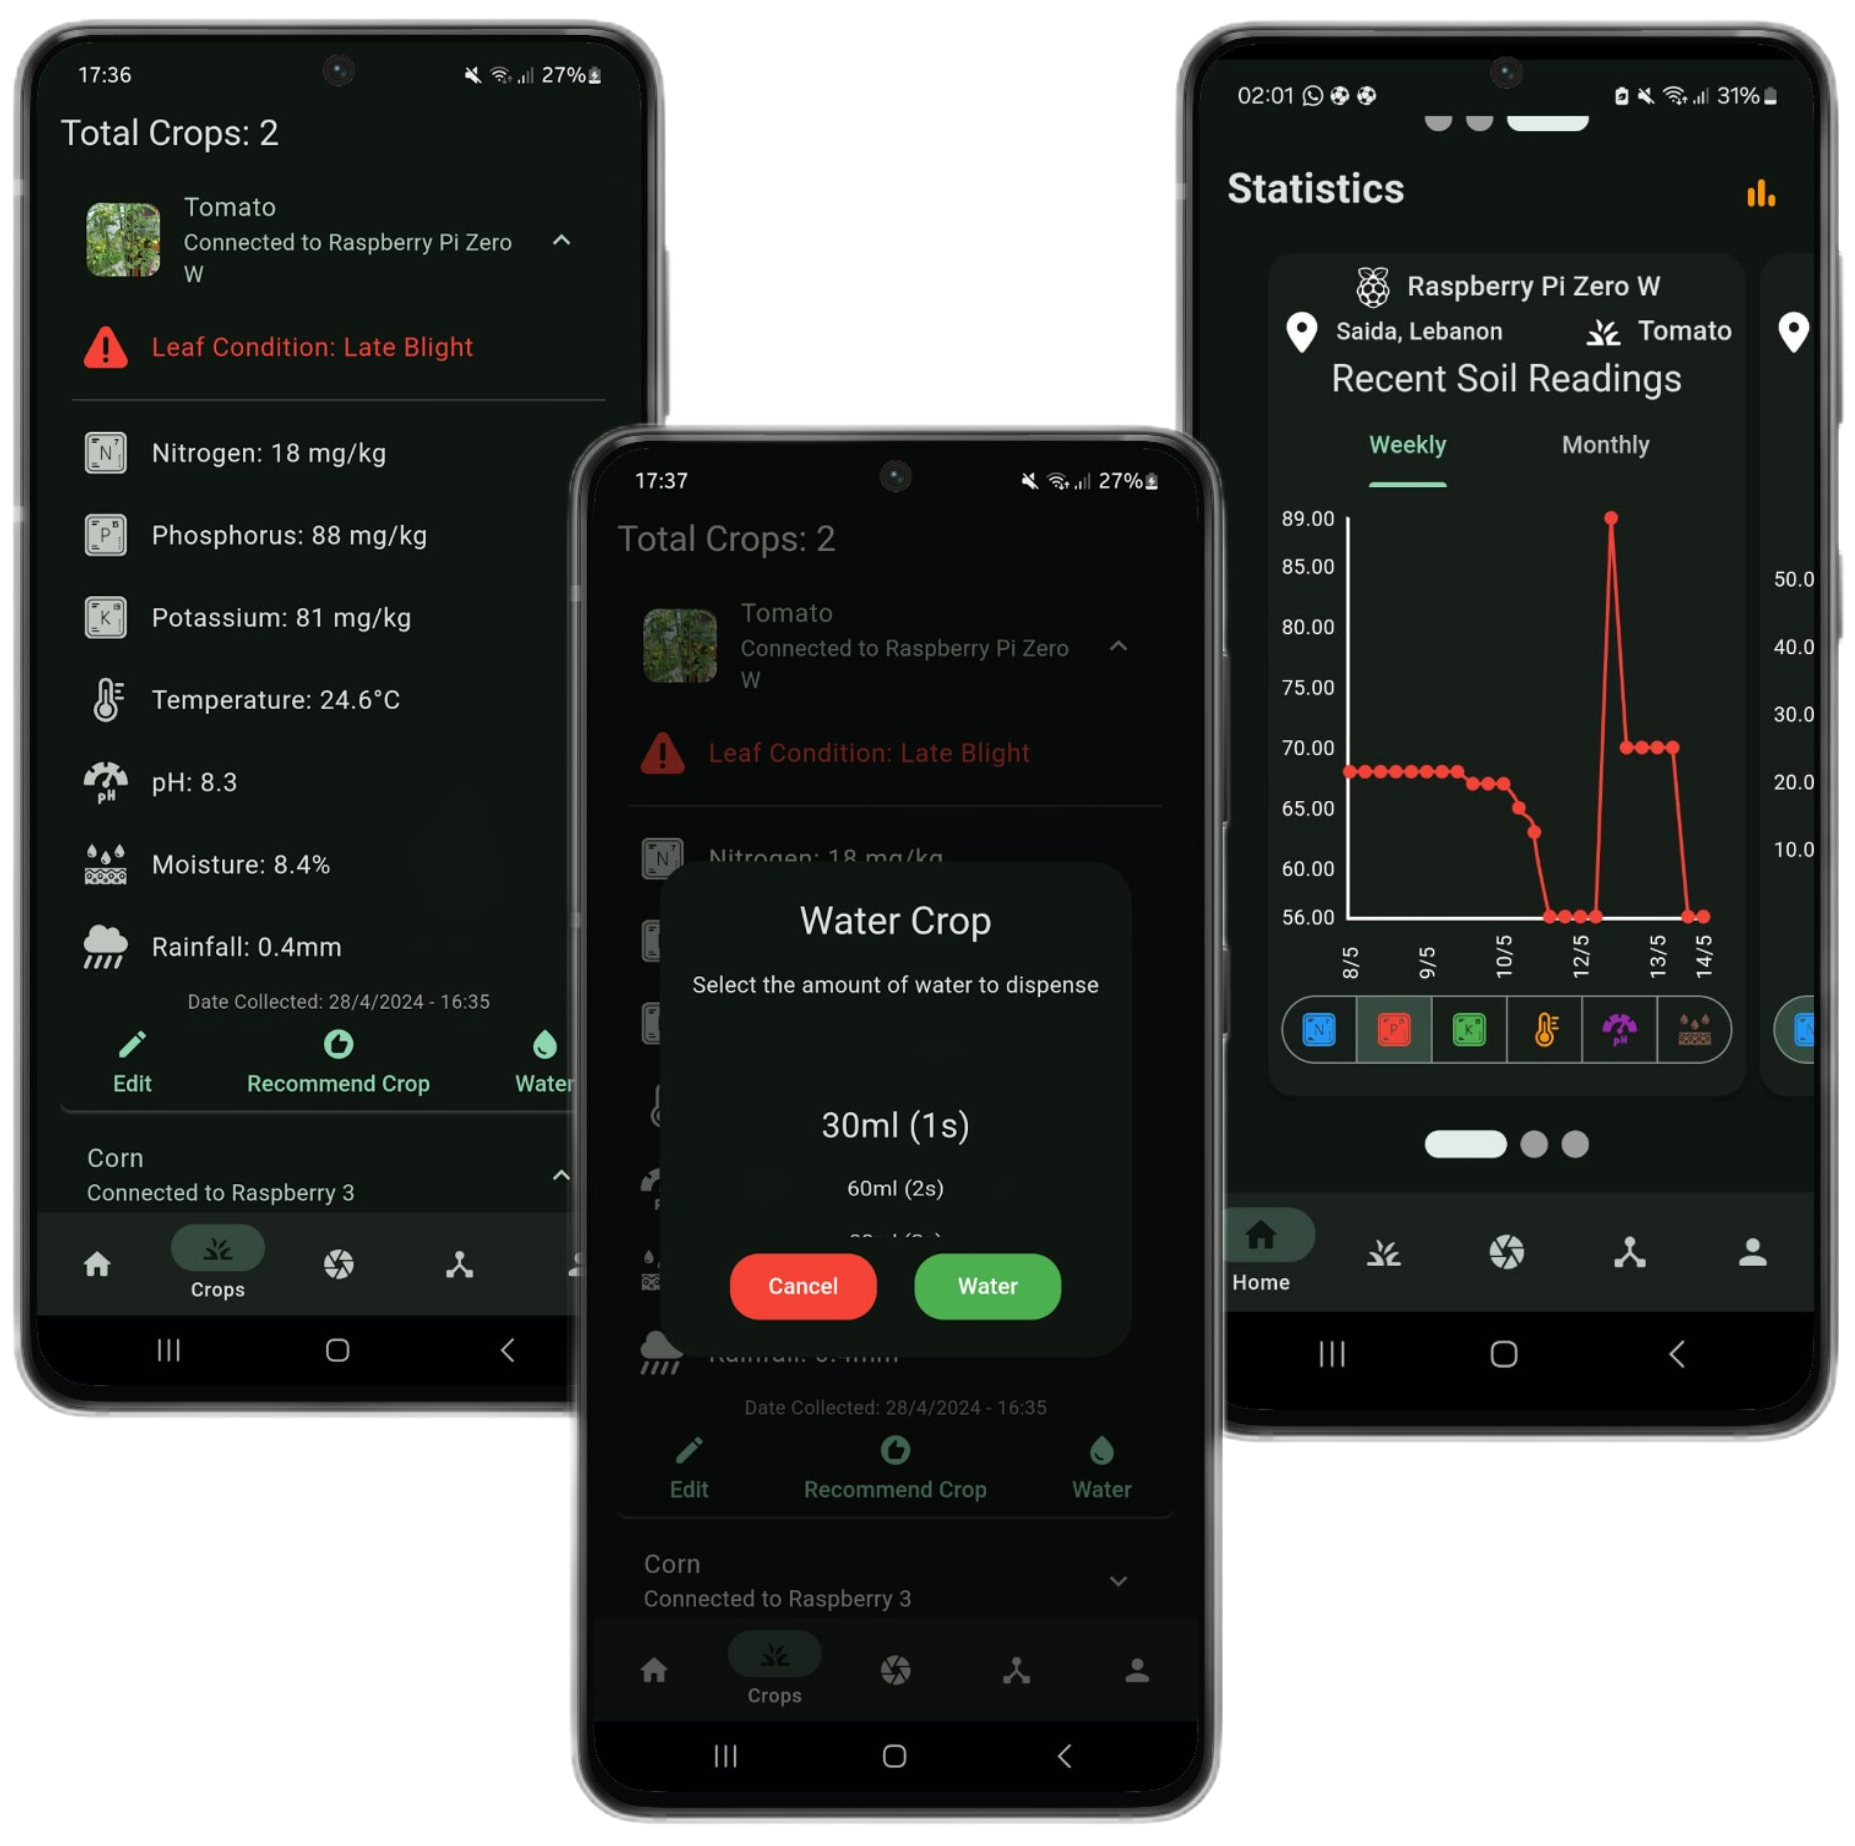 17:36
27%
Total Crops: 2
Tomato
Connected to Raspberry Pi Zero
W
Leaf Condition: Late Blight
N 7
Nitrogen: 18 mg/kg
P 15
Phosphorus: 88 mg/kg
K 19
Potassium: 81 mg/kg
Temperature: 24.6°C
pH
pH: 8.3
Moisture: 8.4%
Rainfall: 0.4mm
Date Collected: 28/4/2024 - 16:35
Edit
Recommend Crop
Water
Corn
Connected to Raspberry 3
Crops
17:37
27%
Total Crops: 2
Tomato
Connected to Raspberry Pi Zero
W
Leaf Condition: Late Blight
N 7
Nitrogen: 18 mg/kg
Water Crop
Select the amount of water to dispense
30ml (1s)
60ml (2s)
Cancel
Water
Rainfall: 0.4mm
Date Collected: 28/4/2024 - 16:35
Edit
Recommend Crop
Water
Corn
Connected to Raspberry 3
Crops
02:01
31%
Statistics
Raspberry Pi Zero W
Saida, Lebanon
Tomato
Recent Soil Readings
Weekly
Monthly
89.00
85.00
80.00
75.00
70.00
65.00
60.00
56.00
8/5
9/5
10/5
12/5
13/5
14/5
N
P
K
pH
50.0
40.0
30.0
20.0
10.0
Home